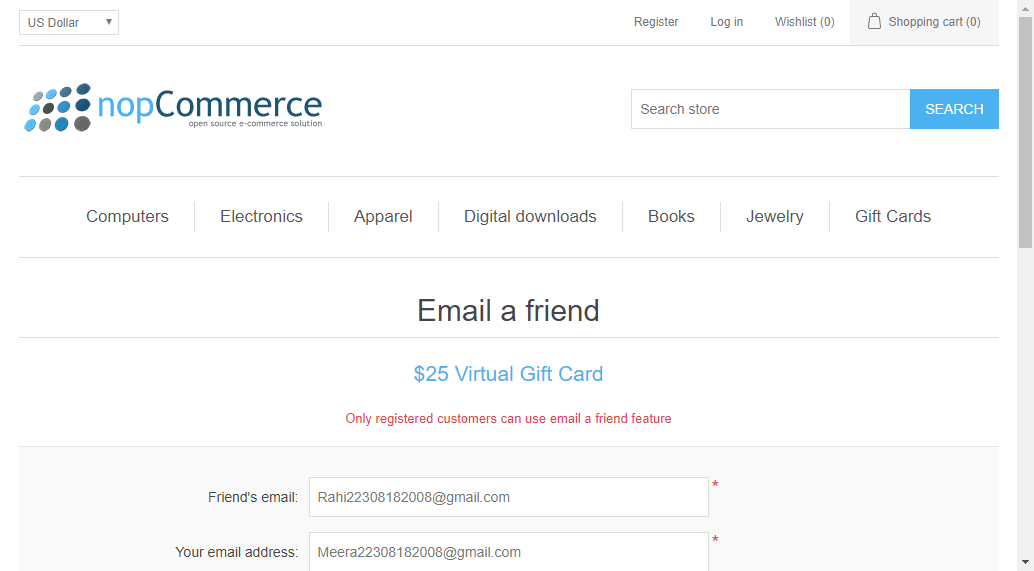 US Dollar
Register
Log in
Wishlist (0)
Shopping cart (0)
nopCommerce
open source e-commerce solution
Search store
SEARCH
Computers
Electronics
Apparel
Digital downloads
Books
Jewelry
Gift Cards
Email a friend
$25 Virtual Gift Card
Only registered customers can use email a friend feature
Friend's email: Rahi22308182008@gmail.com *
Your email address: Meera22308182008@gmail.com *